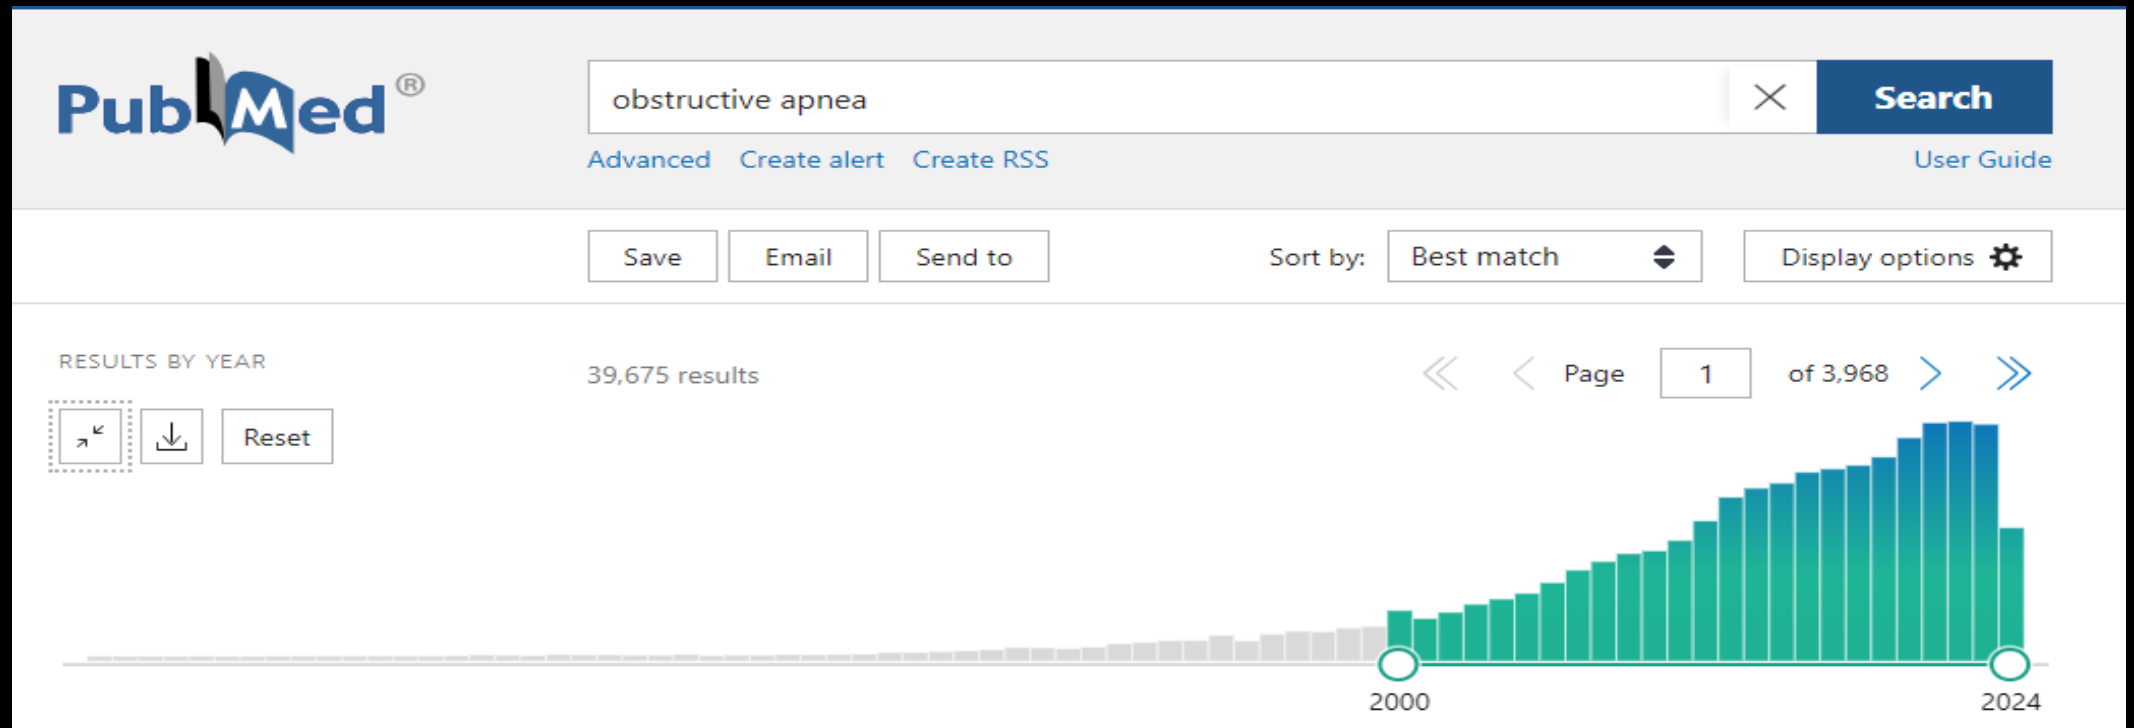 PubMed®
obstructive apnea
Search
Advanced Create alert Create RSS
User Guide
Save Email Send to
Sort by: Best match
Display options
RESULTS BY YEAR
39,675 results
Page 1 of 3,968
Reset
2000
2024